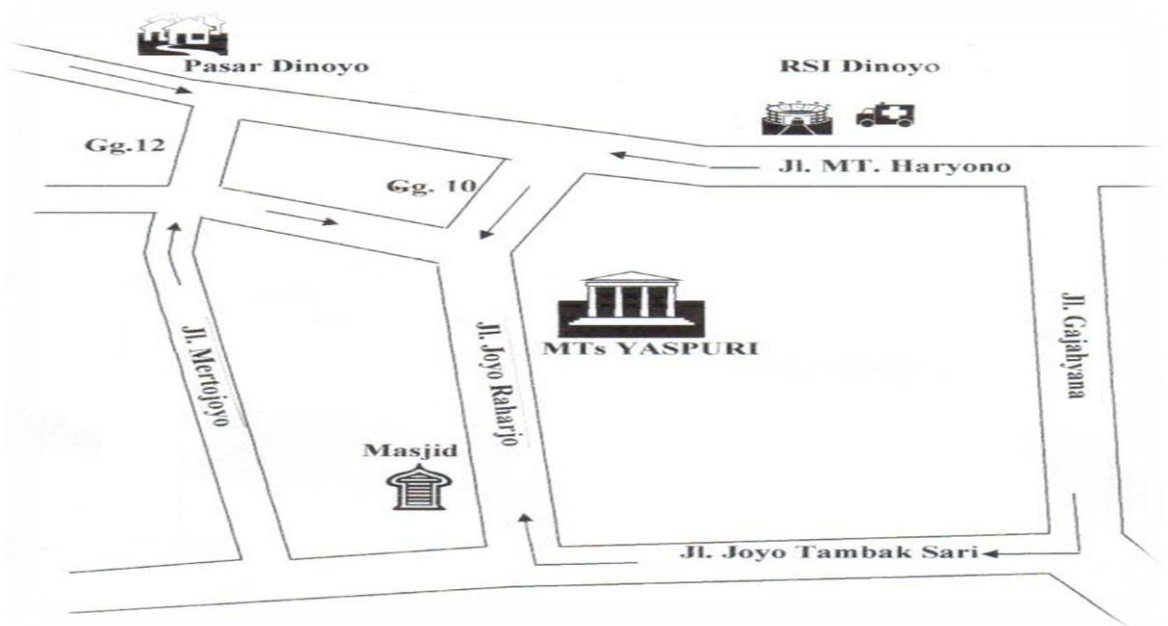 Pasar Dinoyo
RSI Dinoyo
Gg.12
Jl. MT. Haryono
Gg. 10
Jl. Gajahyana
Jl. Mertojoyo
Jl. Joyo Raharjo
MTs YASPURI
Masjid
Jl. Joyo Tambak Sari